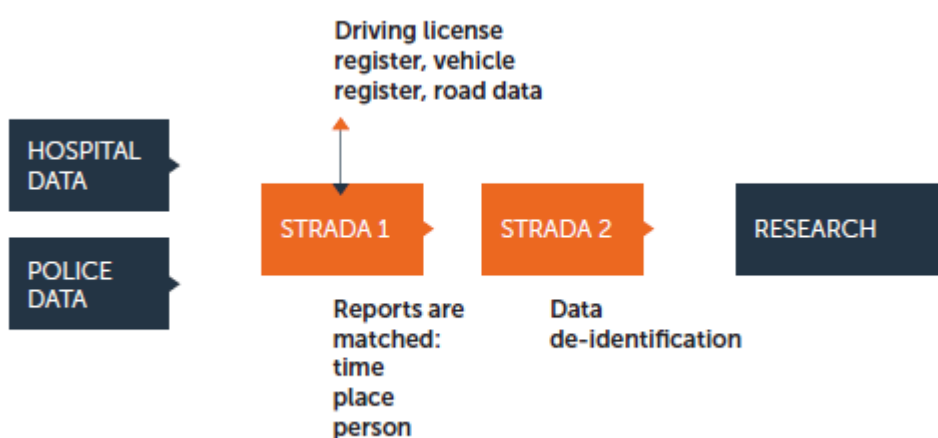 Driving license
register, vehicle
register, road data
HOSPITAL
DATA
POLICE
DATA
STRADA 1
STRADA 2
RESEARCH
Reports are
matched:
time
place
person
Data
de-identification